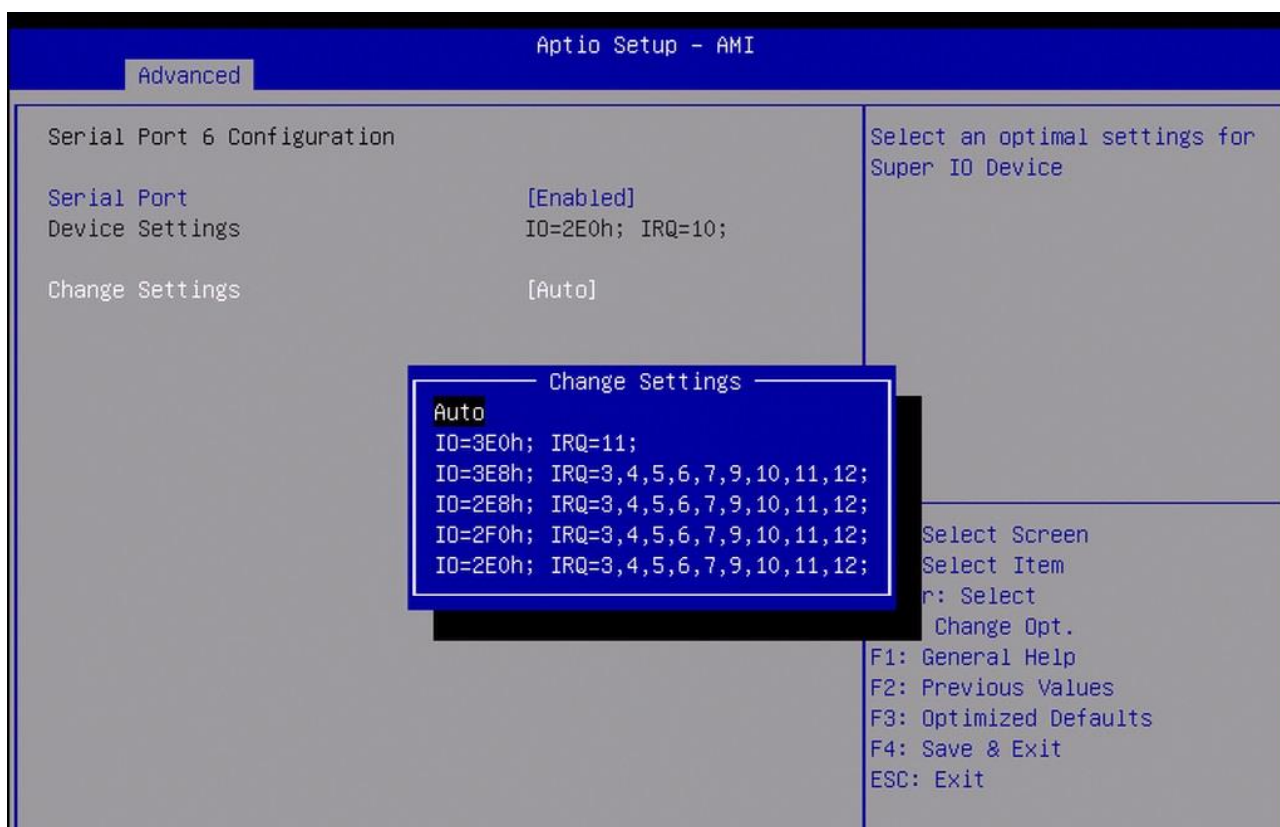 Aptio Setup – AMI
Advanced
Serial Port 6 Configuration
Serial Port [Enabled]
Device Settings IO=2E0h; IRQ=10;
Change Settings [Auto]
Change Settings
Auto
IO=3E0h; IRQ=11;
IO=3E8h; IRQ=3,4,5,6,7,9,10,11,12;
IO=2E8h; IRQ=3,4,5,6,7,9,10,11,12;
IO=2F0h; IRQ=3,4,5,6,7,9,10,11,12;
IO=2E0h; IRQ=3,4,5,6,7,9,10,11,12;
Select an optimal settings for
Super IO Device
Select Screen
Select Item
r: Select
Change Opt.
F1: General Help
F2: Previous Values
F3: Optimized Defaults
F4: Save & Exit
ESC: Exit